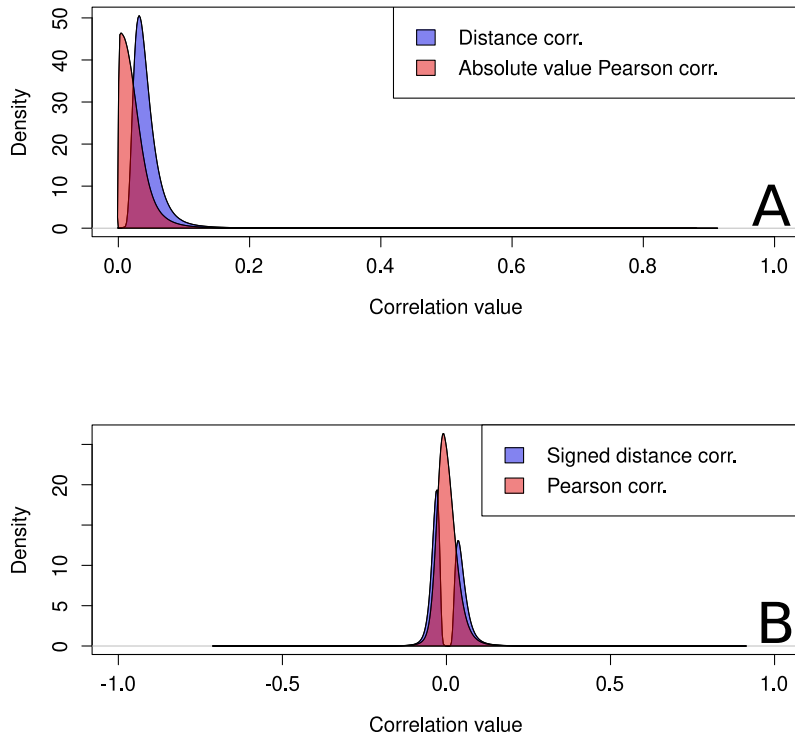 Distance corr.
Absolute value Pearson corr.
Density
50
40
30
20
10
0
A
0.0 0.2 0.4 0.6 0.8 1.0
Correlation value
Signed distance corr.
Pearson corr.
Density
20
10
5
0
B
-1.0 -0.5 0.0 0.5 1.0
Correlation value